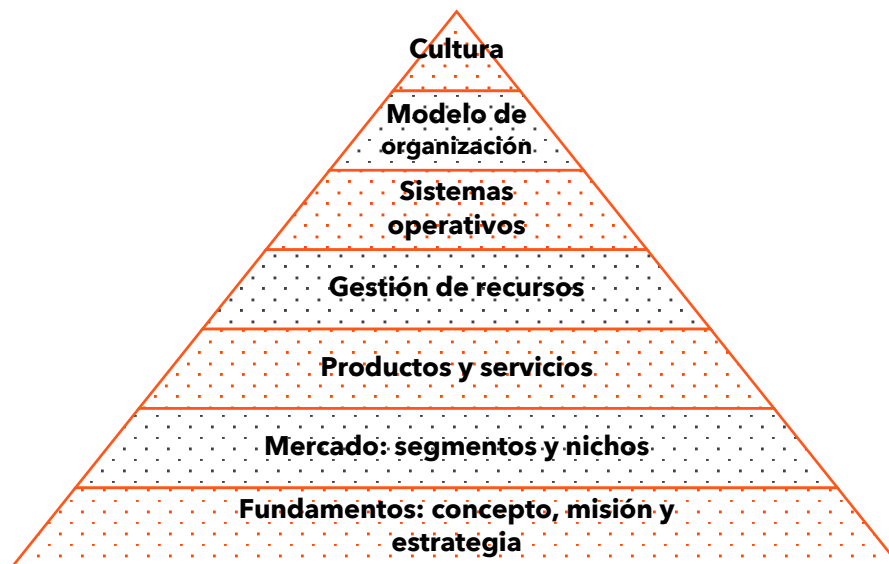 Cultura
Modelo de
organización
Sistemas
operativos
Gestión de recursos
Productos y servicios
Mercado: segmentos y nichos
Fundamentos: concepto, misión y
estrategia